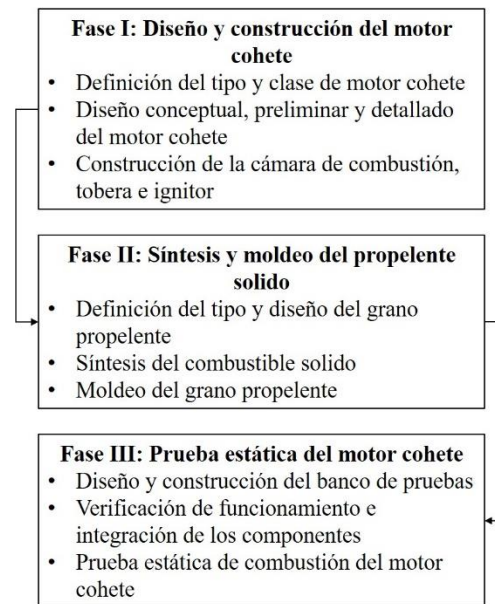 Fase I: Diseño y construcción del motor
cohete
• Definición del tipo y clase de motor cohete
• Diseño conceptual, preliminar y detallado
del motor cohete
• Construcción de la cámara de combustión,
tobera e ignitor
Fase II: Síntesis y moldeo del propelente
solido
• Definición del tipo y diseño del grano
propelente
• Síntesis del combustible solido
• Moldeo del grano propelente
Fase III: Prueba estática del motor cohete
• Diseño y construcción del banco de pruebas
• Verificación de funcionamiento e
integración de los componentes
• Prueba estática de combustión del motor
cohete